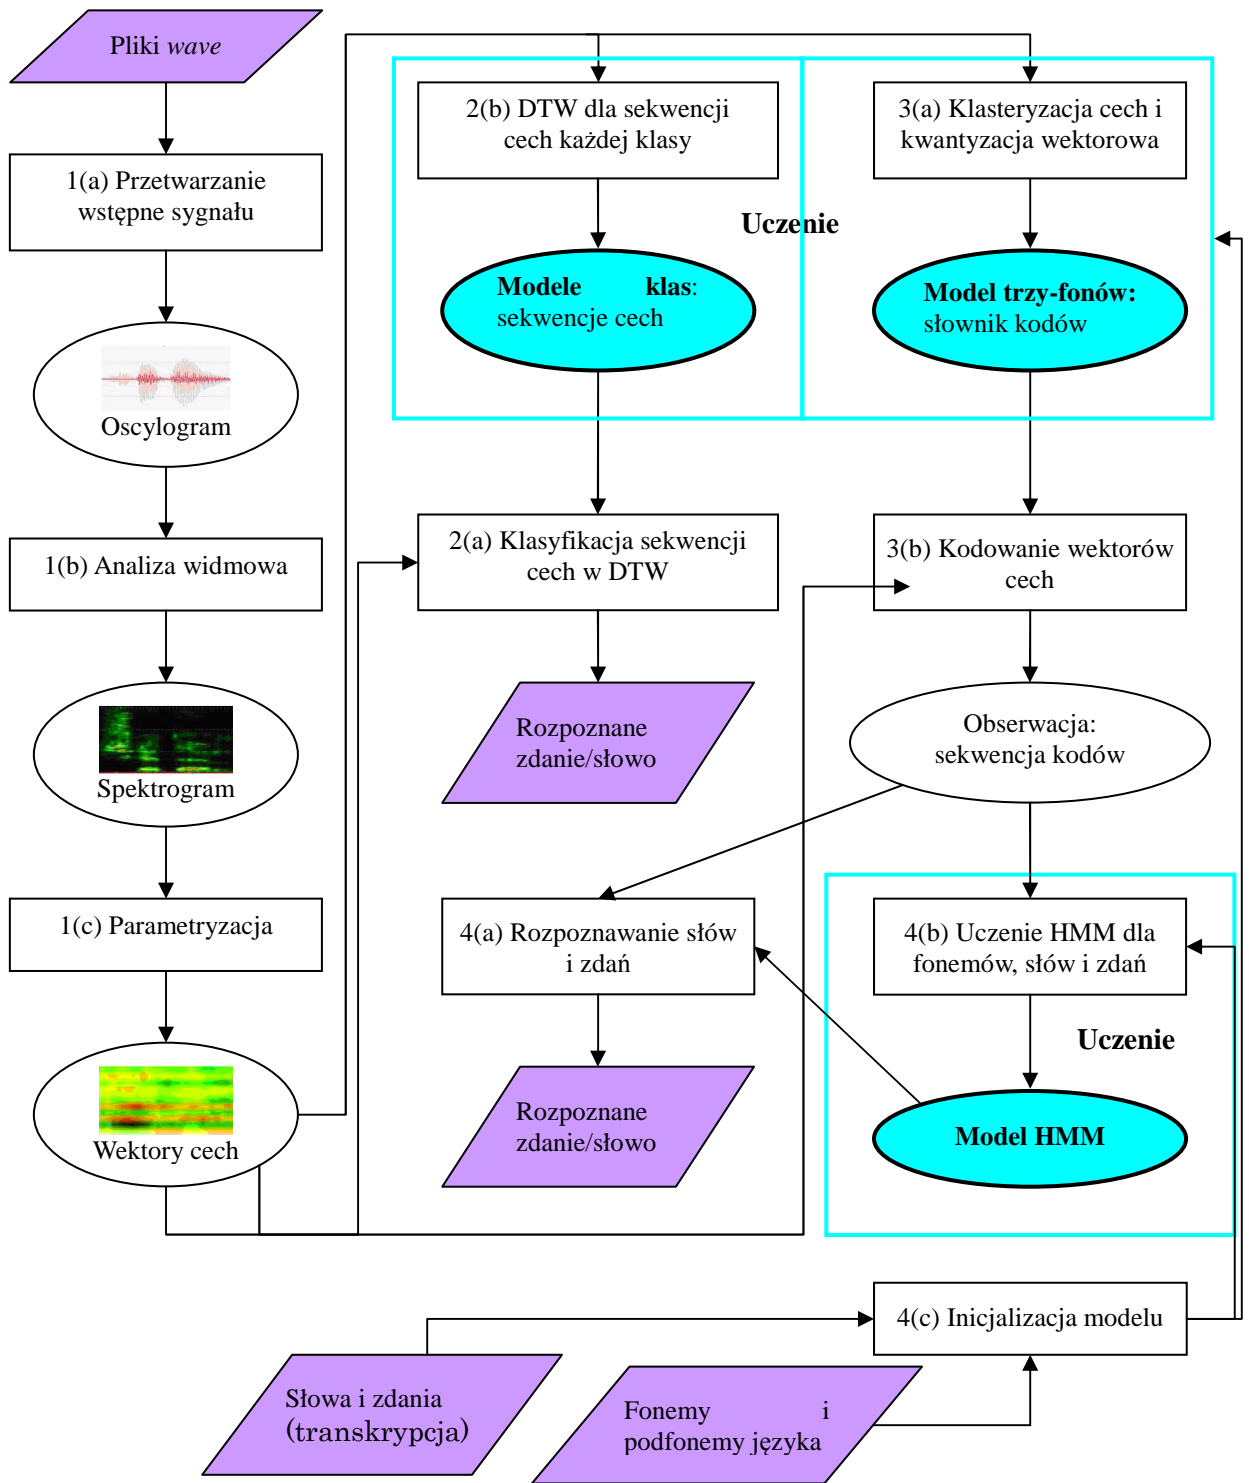 Pliki wave
1(a) Przetwarzanie
wstępne sygnału
Oscylogram
1(b) Analiza widmowa
Spektrogram
1(c) Parametryzacja
Wektory cech
2(b) DTW dla sekwencji
cech każdej klasy
3(a) Klasteryzacja cech i
kwantyzacja wektorowa
Uczenie
Modele klas:
sekwencje cech
Model trzy-fonów:
słownik kodów
2(a) Klasyfikacja sekwencji
cech w DTW
3(b) Kodowanie wektorów
cech
Rozpoznane
zdanie/słowo
Obserwacja:
sekwencja kodów
4(a) Rozpoznawanie słów
i zdań
4(b) Uczenie HMM dla
fonemów, słów i zdań
Uczenie
Rozpoznane
zdanie/słowo
Model HMM
4(c) Inicjalizacja modelu
Słowa i zdania
(transkrypcja)
Fonemy i
podfonemy języka